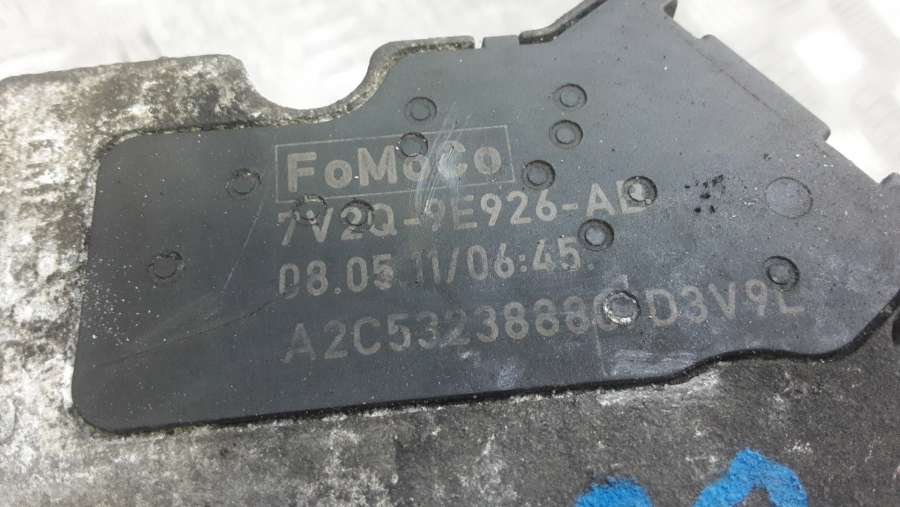 FoMoCo
7V2Q-9E926-AB
08.05.11/06:45
A2C53238880 D3V9L